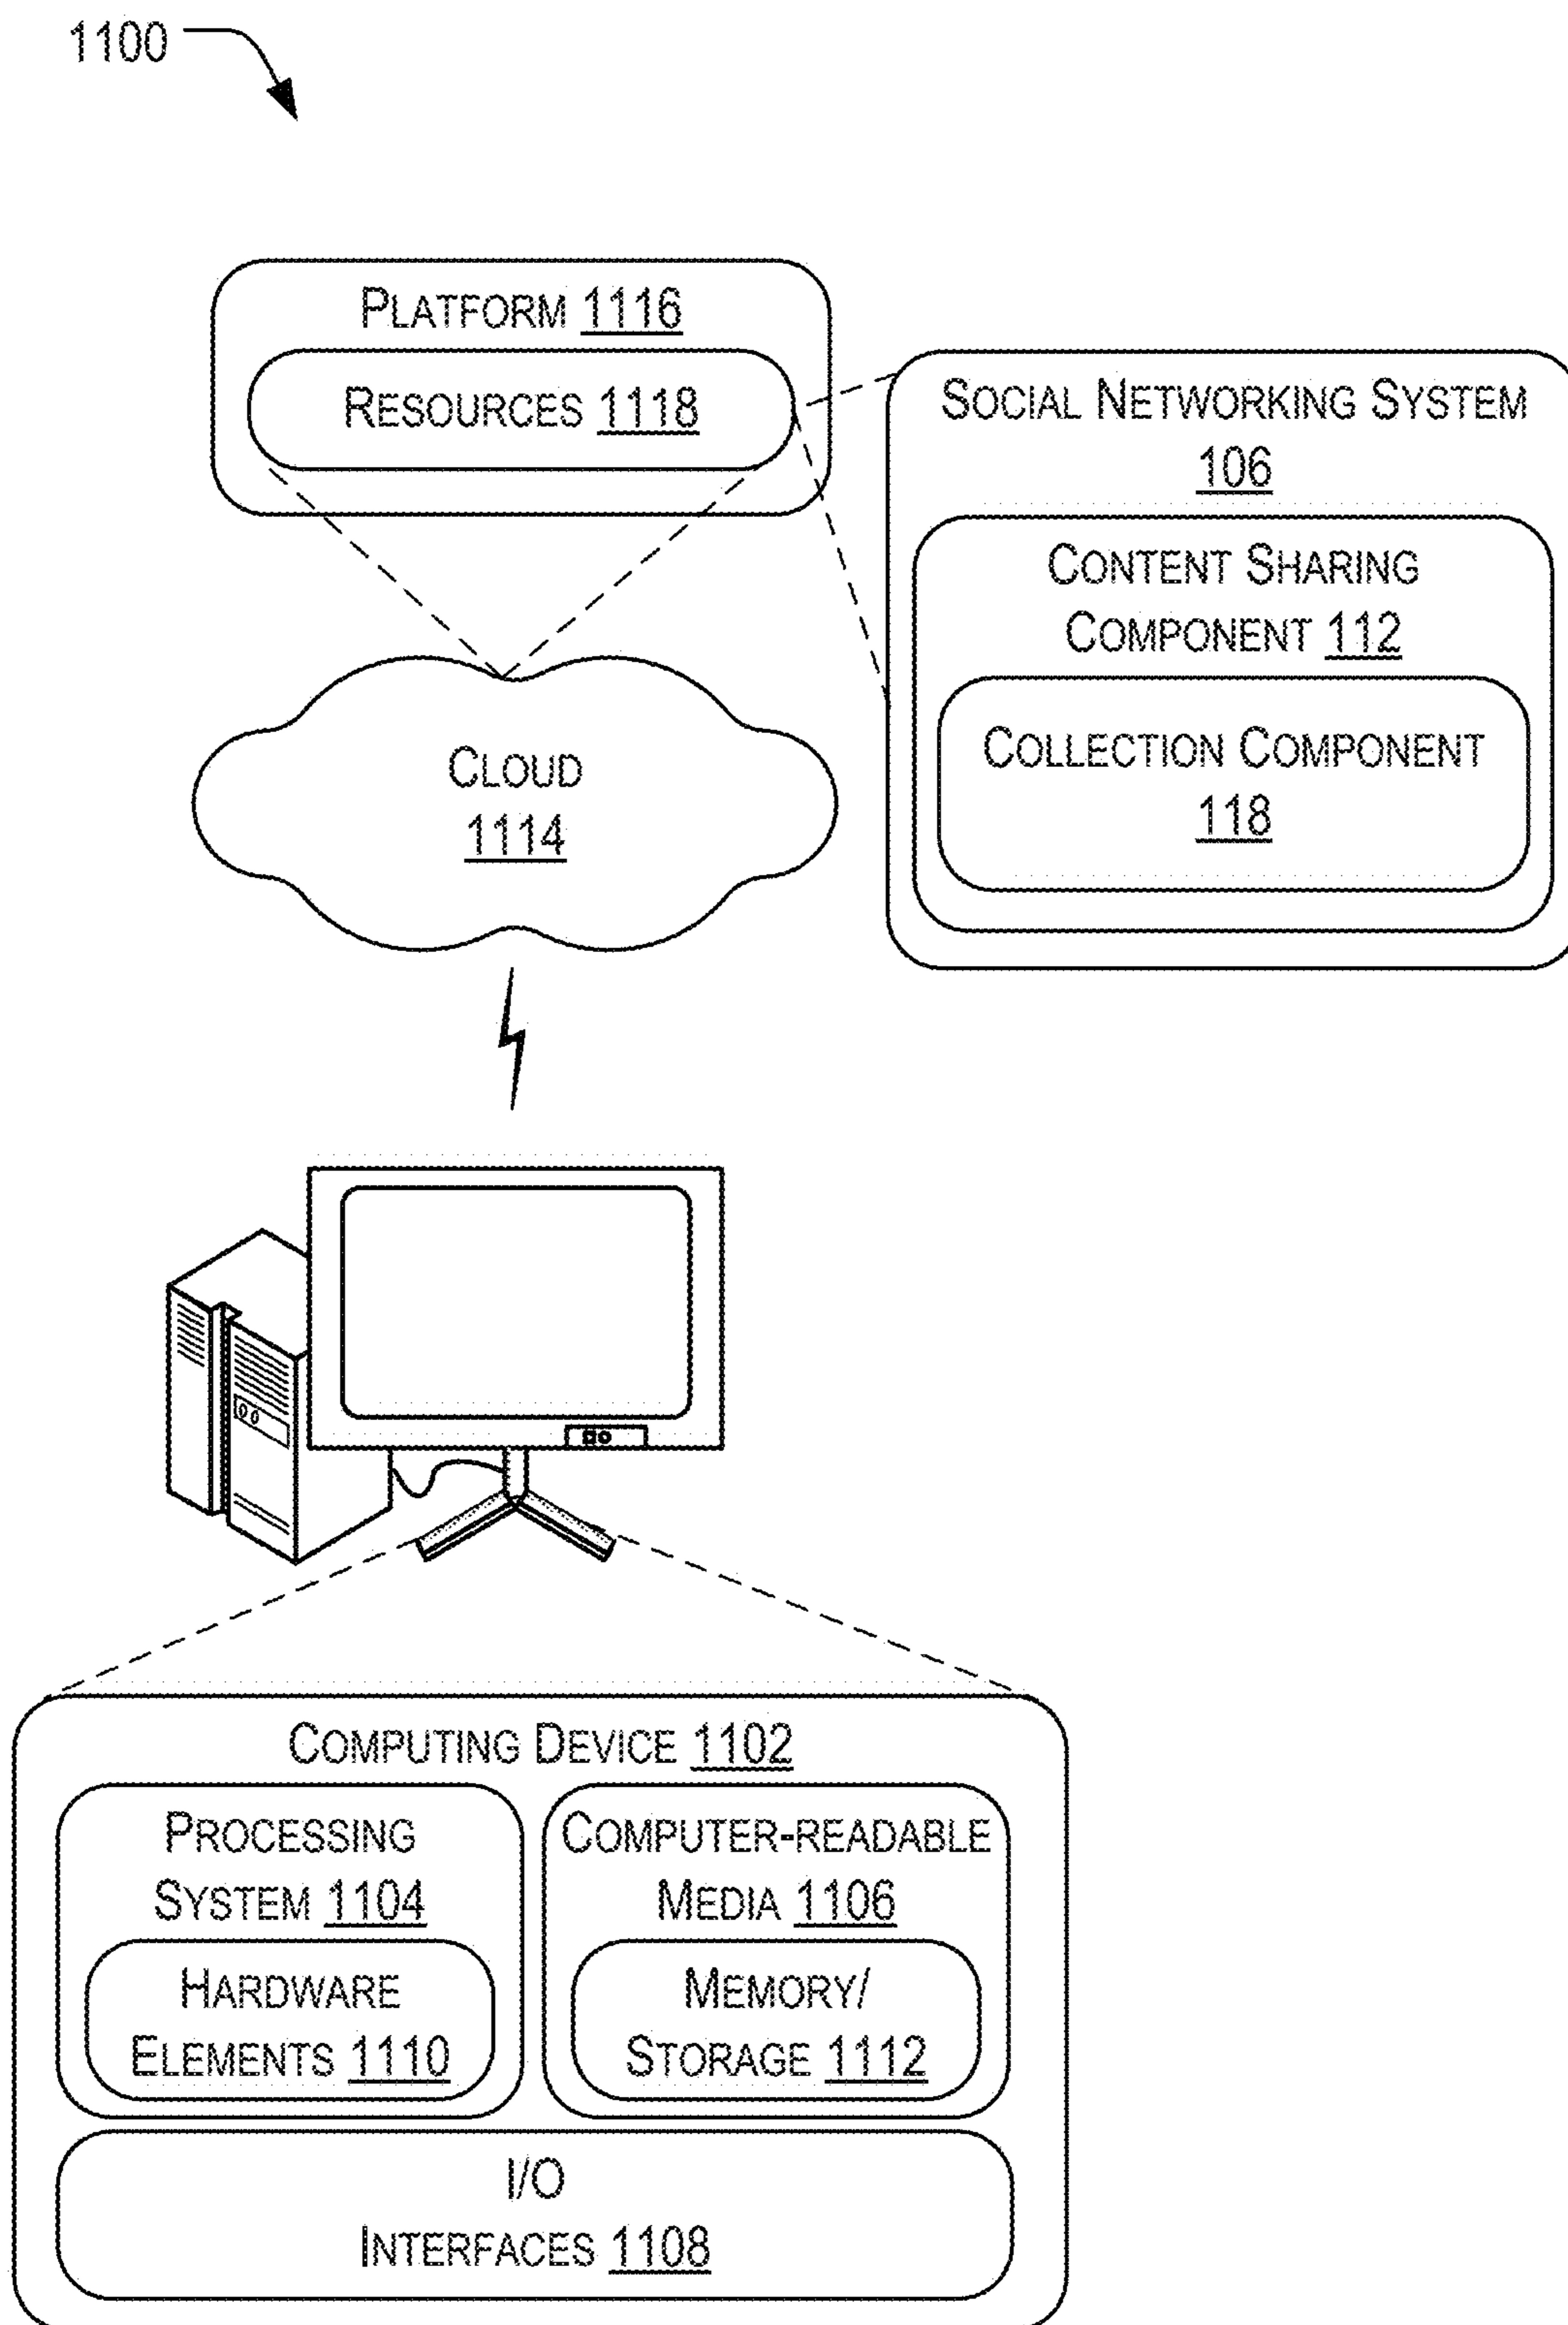 1100
PLATFORM 1116
RESOURCES 1118
SOCIAL NETWORKING SYSTEM
106
CONTENT SHARING
COMPONENT 112
COLLECTION COMPONENT
118
CLOUD
1114
COMPUTING DEVICE 1102
PROCESSING
SYSTEM 1104
HARDWARE
ELEMENTS 1110
COMPUTER-READABLE
MEDIA 1106
MEMORY/
STORAGE 1112
I/O
INTERFACES 1108